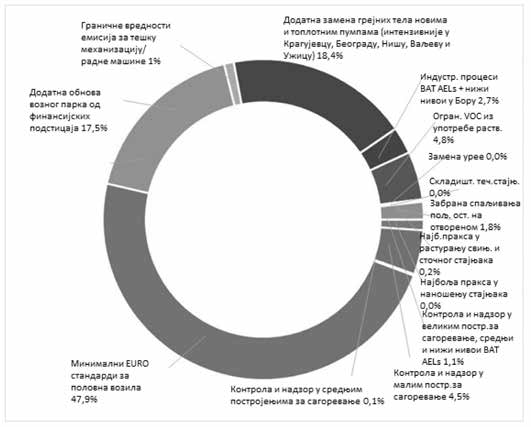 Граничне вредности
емисија за тешку
механизацију/
радне машине 1%
Додатна замена грејних тела новима
и топлотним пумпама (интензивније у
Крагујевцу, Београду, Нишу, Ваљеву и
Ужицу) 18,4%
Индустр. процеси
BAT AELs + нижи
нивои у Бору 2,7%
Огран. VOC из
употребе раств.
4,8%
Замена урее 0,0%
Складишт. теч.стајњ.
0,0%
Забрана спаљивања
пољ, ост. на
отвореном 1,8%
Најб.пракса у
растурању свињ. и
сточног стајњака
0,2%
Најбоља пракса у
наношењу стајњака
0,0%
Контрола и надзор у
великим постр.за
сагоревање, средњи
и нижи нивои BAT
AELs 1,1%
Контрола и надзор у
малим постр.за
сагоревање 4,5%
Контрола и надзор у средњим
постројењима за сагоревање 0,1%
Минимални EURO
стандарди за
половна возила
47,9%
Додатна обнова
возног парка од
финансијских
подстицаја 17,5%